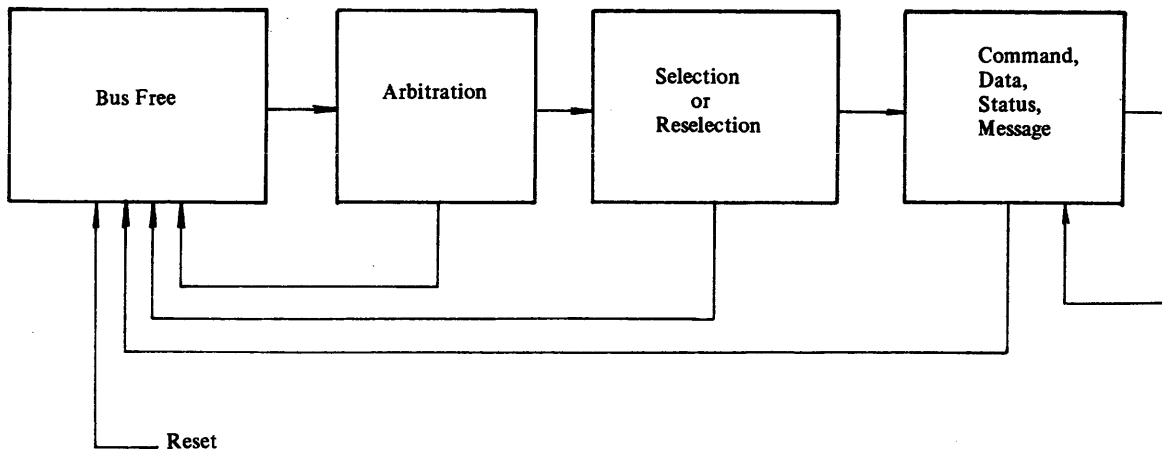 Bus Free
Arbitration
Selection
or
Reselection
Command,
Data,
Status,
Message
Reset